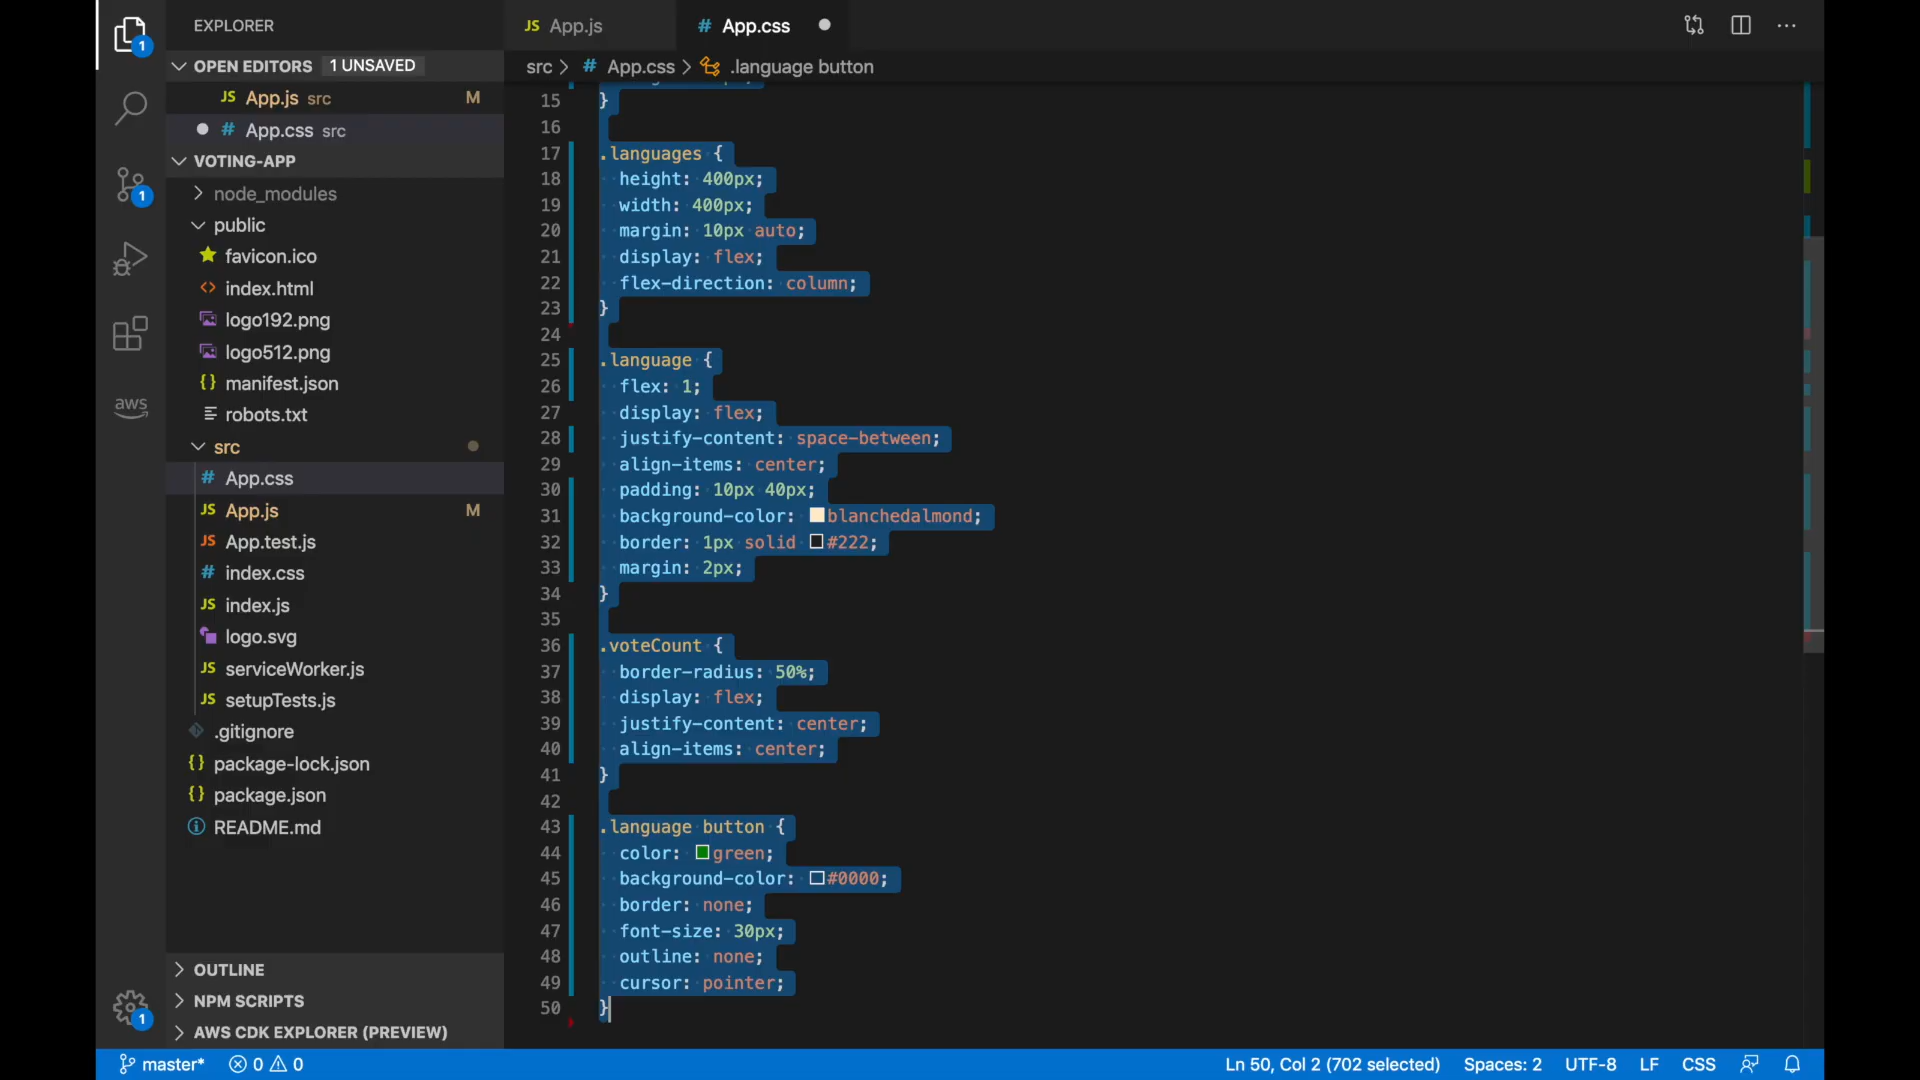 EXPLORER
OPEN EDITORS 1 UNSAVED
JS App.js src M
# App.css src
VOTING-APP
node_modules
public
favicon.ico
<> index.html
logo192.png
logo512.png
{} manifest.json
robots.txt
src
# App.css
JS App.js M
JS App.test.js
# index.css
JS index.js
logo.svg
JS serviceWorker.js
JS setupTests.js
.gitignore
{} package-lock.json
{} package.json
README.md
OUTLINE
NPM SCRIPTS
AWS CDK EXPLORER (PREVIEW)
1
1
aws
1
JS App.js
# App.css
src > # App.css > .language button
15 }
16
17 .languages {
18 height: 400px;
19 width: 400px;
20 margin: 10px auto;
21 display: flex;
22 flex-direction: column;
23 }
24
25 .language {
26 flex: 1;
27 display: flex;
28 justify-content: space-between;
29 align-items: center;
30 padding: 10px 40px;
31 background-color: blanchedalmond;
32 border: 1px solid #222;
33 margin: 2px;
34 }
35
36 .voteCount {
37 border-radius: 50%;
38 display: flex;
39 justify-content: center;
40 align-items: center;
41 }
42
43 .language button {
44 color: green;
45 background-color: #0000;
46 border: none;
47 font-size: 30px;
48 outline: none;
49 cursor: pointer;
50 }
master* 0 0 Ln 50, Col 2 (702 selected) Spaces: 2 UTF-8 LF CSS